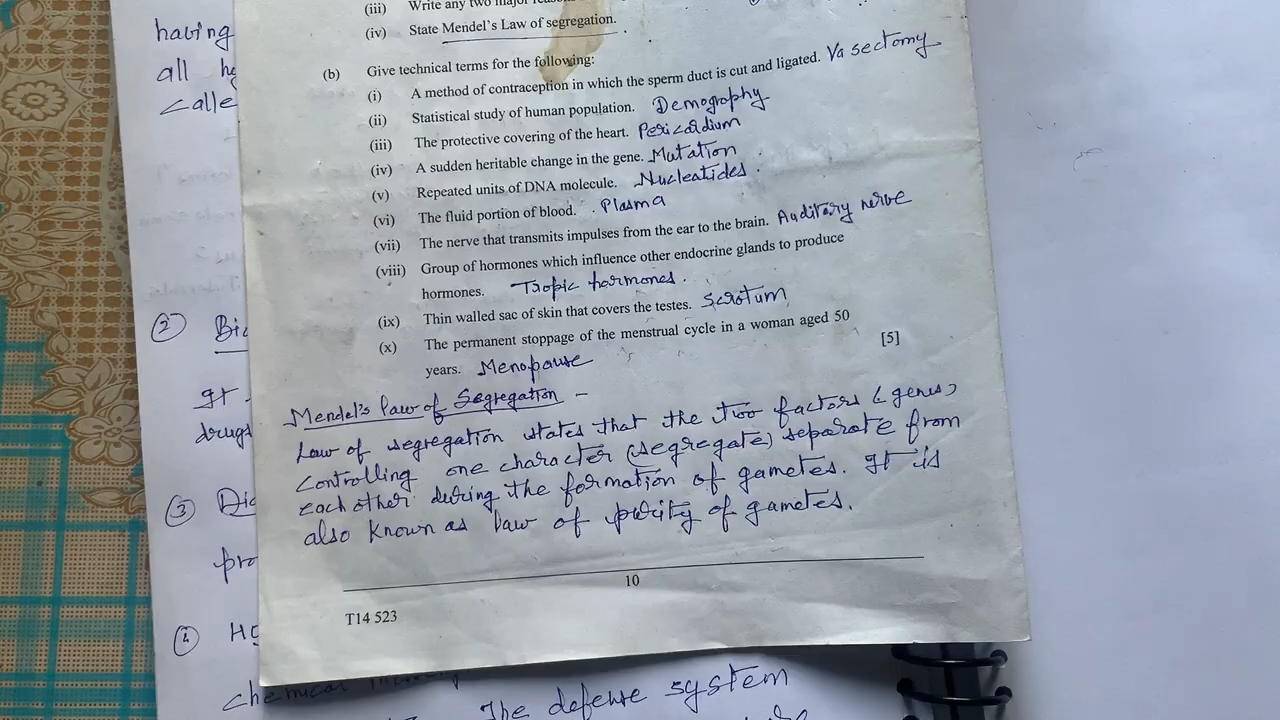 having
all
calle
(iii) Write any two major reaso
(iv) State Mendel's Law of segregation.
(b) Give technical terms for the following:
(i) A method of contraception in which the sperm duct is cut and ligated. Vasectomy
(ii) Statistical study of human population. Demography
(iii) The protective covering of the heart. Pericardium
(iv) A sudden heritable change in the gene. Mutation
(v) Repeated units of DNA molecule. Nucleatides.
(vi) The fluid portion of blood. Plasma
(vii) The nerve that transmits impulses from the ear to the brain. Auditory nerve
(viii) Group of hormones which influence other endocrine glands to produce
hormones. Tropic hormones.
(ix) Thin walled sac of skin that covers the testes. Scrotum
(x) The permanent stoppage of the menstrual cycle in a woman aged 50
years. Menopause [5]
Mendel's law of Segregation -
Law of segregation states that the two factors (genes)
controlling one character (segregate) separate from
each other during the formation of gametes. It is
also known as law of purity of gametes.
10
T14 523
2
It
drugs
3
pro
4
chemical
The defense system